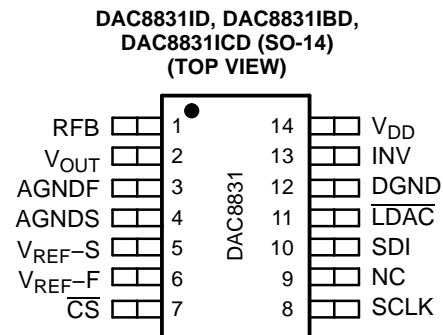 DAC8831ID, DAC8831IBD,
DAC8831ICD (SO-14)
(TOP VIEW)
RFB 1 14 VDD
VOUT 2 13 INV
AGNDF 3 12 DGND
AGNDS 4 11 LDAC
VREF–S 5 10 SDI
VREF–F 6 9 NC
CS 7 8 SCLK
DAC8831